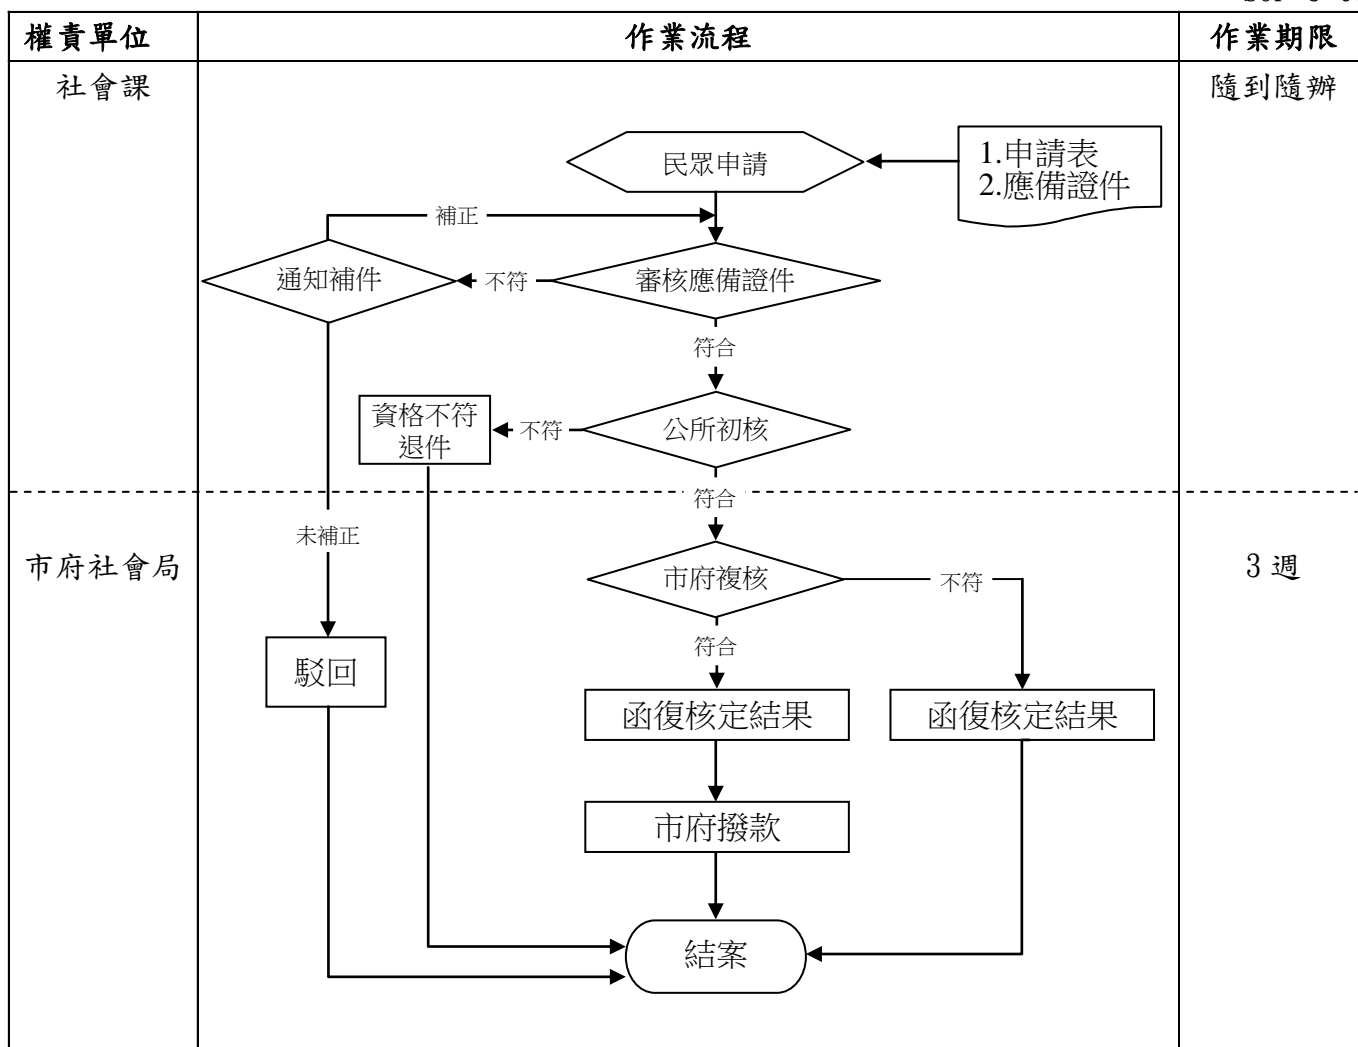 權責單位
作業流程
作業期限
社會課
隨到隨辦
民眾申請
1.申請表
2.應備證件
補正
通知補件
不符
審核應備證件
符合
資格不符
退件
不符
公所初核
符合
未補正
市府社會局
市府複核
不符
3週
符合
駁回
函復核定結果
函復核定結果
市府撥款
結案